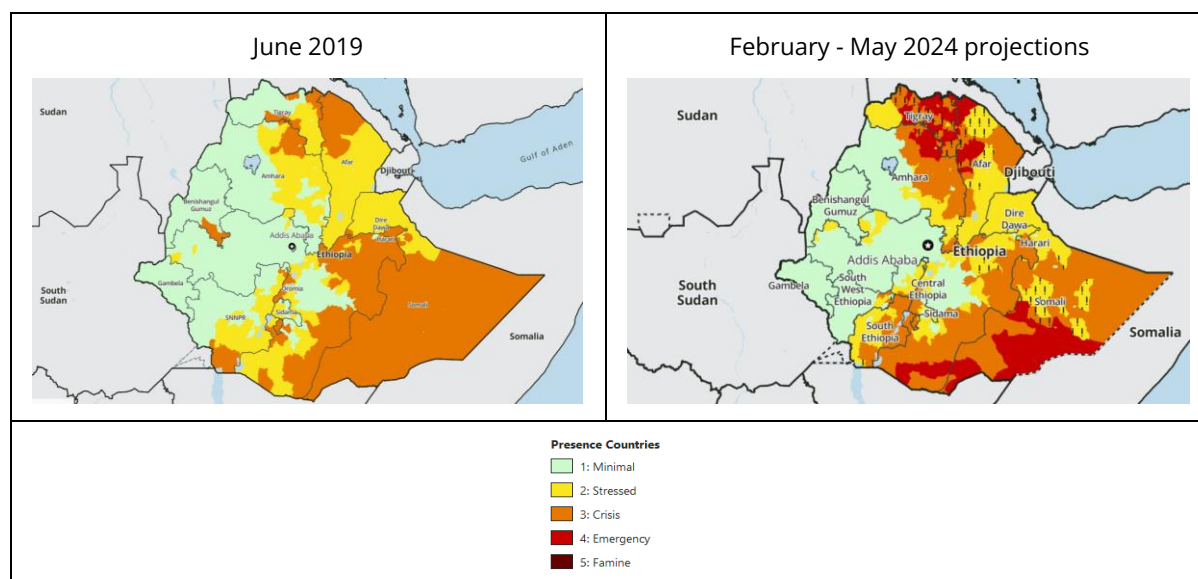 June 2019
February - May 2024 projections
Sudan
Tigray
Gulf of Aden
Afar
Djibouti
Amhara
Benishangul
Gumuz
Dire
Dawa
Harari
Addis Ababa
Ethiopia
Gambela
Oromia
Somali
South
Sudan
SNNPR
Sidama
Somalia
Sudan
Tigray
Afar
Djibouti
Amhara
Benishangul
Gumuz
Dire
Dawa
Harari
Ethiopia
Addis Ababa
Gambela
South
West
Ethiopia
Central
Ethiopia
Somali
South
Sudan
Sidama
South
Ethiopia
Somalia
Presence Countries
1: Minimal
2: Stressed
3: Crisis
4: Emergency
5: Famine